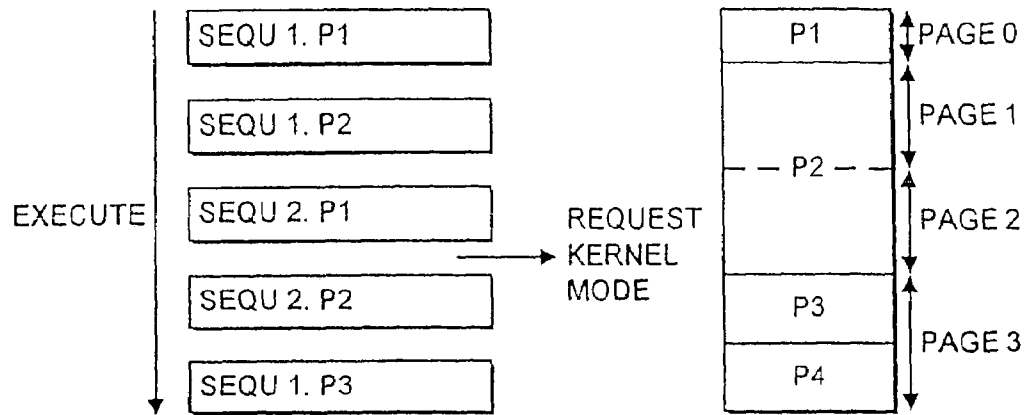 SEQU 1. P1
SEQU 1. P2
EXECUTE
SEQU 2. P1
SEQU 2. P2
SEQU 1. P3
REQUEST
KERNEL
MODE
P1
PAGE 0
PAGE 1
P2
PAGE 2
P3
PAGE 3
P4